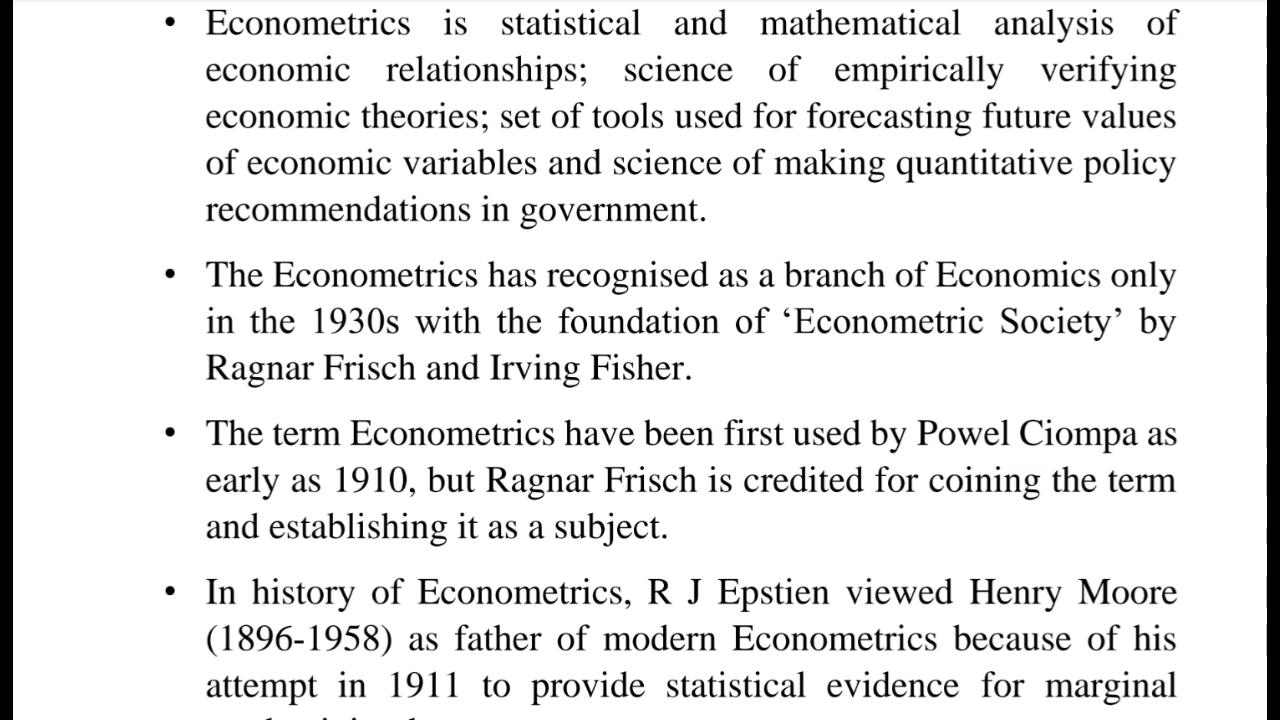 • Econometrics is statistical and mathematical analysis of
economic relationships; science of empirically verifying
economic theories; set of tools used for forecasting future values
of economic variables and science of making quantitative policy
recommendations in government.
• The Econometrics has recognised as a branch of Economics only
in the 1930s with the foundation of ‘Econometric Society’ by
Ragnar Frisch and Irving Fisher.
• The term Econometrics have been first used by Powel Ciompa as
early as 1910, but Ragnar Frisch is credited for coining the term
and establishing it as a subject.
• In history of Econometrics, R J Epstien viewed Henry Moore
(1896-1958) as father of modern Econometrics because of his
attempt in 1911 to provide statistical evidence for marginal